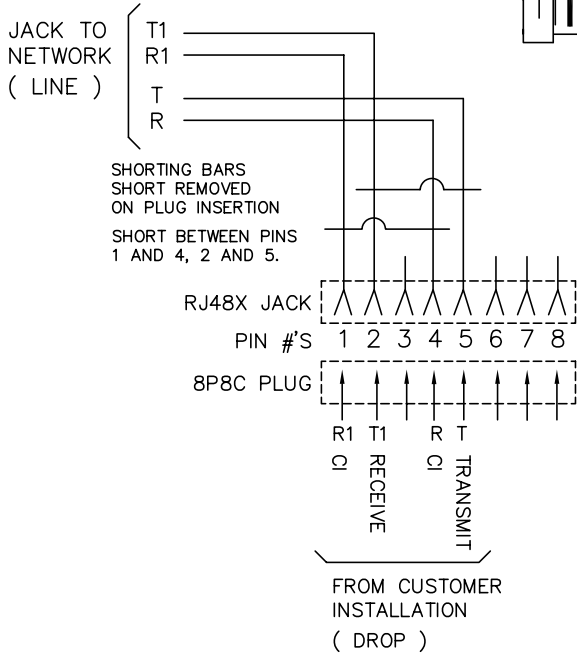 JACK TO
NETWORK
( LINE )
T1
R1
T
R
SHORTING BARS
SHORT REMOVED
ON PLUG INSERTION
SHORT BETWEEN PINS
1 AND 4, 2 AND 5.
RJ48X JACK
PIN #'S 1 2 3 4 5 6 7 8
8P8C PLUG
R1 T1 R T
CI RECEIVE CI TRANSMIT
FROM CUSTOMER
INSTALLATION
( DROP )